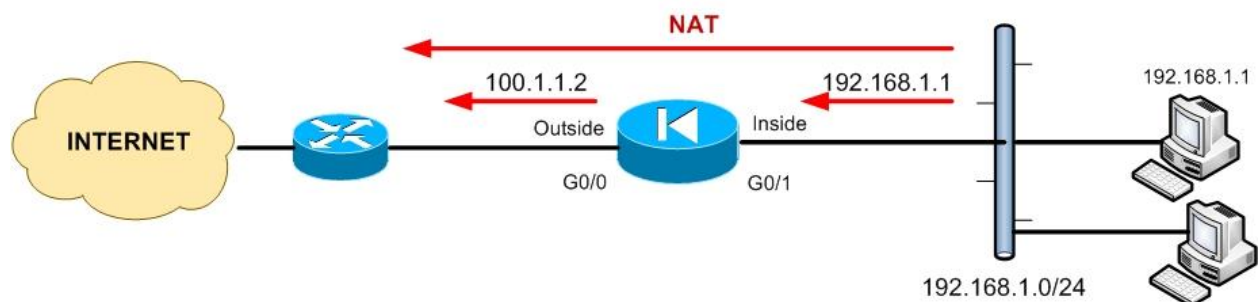 NAT
100.1.1.2
192.168.1.1
192.168.1.1
INTERNET
Outside
Inside
G0/0
G0/1
192.168.1.0/24